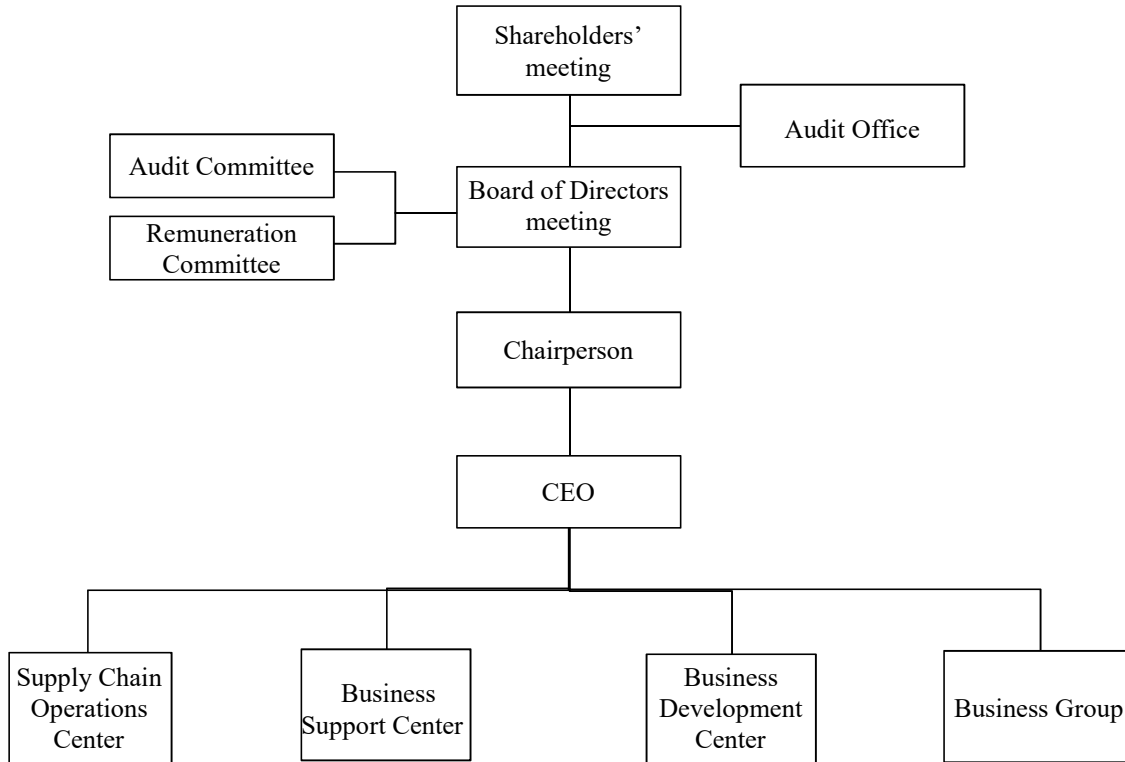 Shareholders’
meeting
Audit Office
Audit Committee
Board of Directors
meeting
Remuneration
Committee
Chairperson
CEO
Supply Chain
Operations
Center
Business
Support Center
Business
Development
Center
Business Group